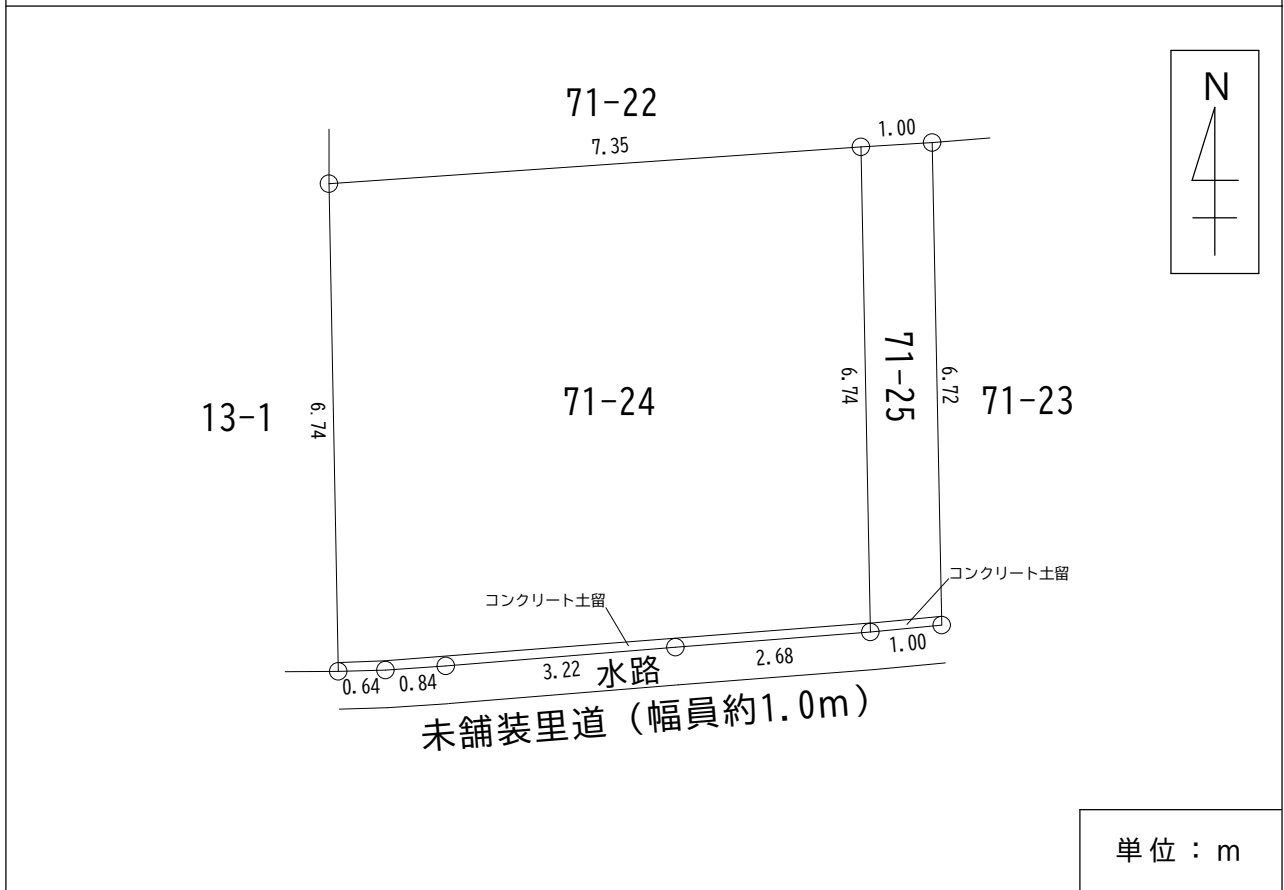 N
71-22
1.00
7.35
71-24
71-25
13-1
6.74
6.74
6.72
71-23
コンクリート土留
コンクリート土留
0.64
0.84
3.22
水路
2.68
1.00
未舗装里道（幅員約1.0m）
単位：m